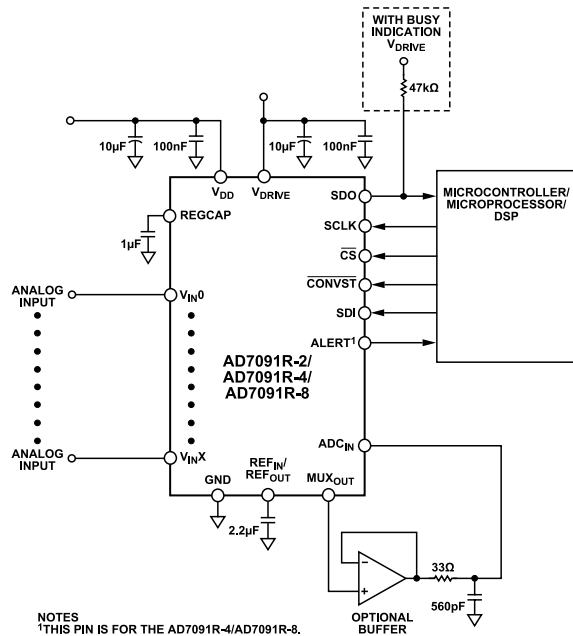 WITH BUSY
INDICATION
VDRIVE
47kΩ
10µF
100nF
10µF
100nF
VDD
VDRIVE
REGCAP
1µF
SDO
SCLK
CS
CONVST
SDI
ALERT1
MICROCONTROLLER/
MICROPROCESSOR/
DSP
ANALOG
INPUT
VIN0
AD7091R-2/
AD7091R-4/
AD7091R-8
ADCIN
ANALOG
INPUT
VINX
GND
REFIN/
REFOUT
MUXOUT
2.2µF
-
+
33Ω
560pF
OPTIONAL
BUFFER
NOTES
1THIS PIN IS FOR THE AD7091R-4/AD7091R-8.